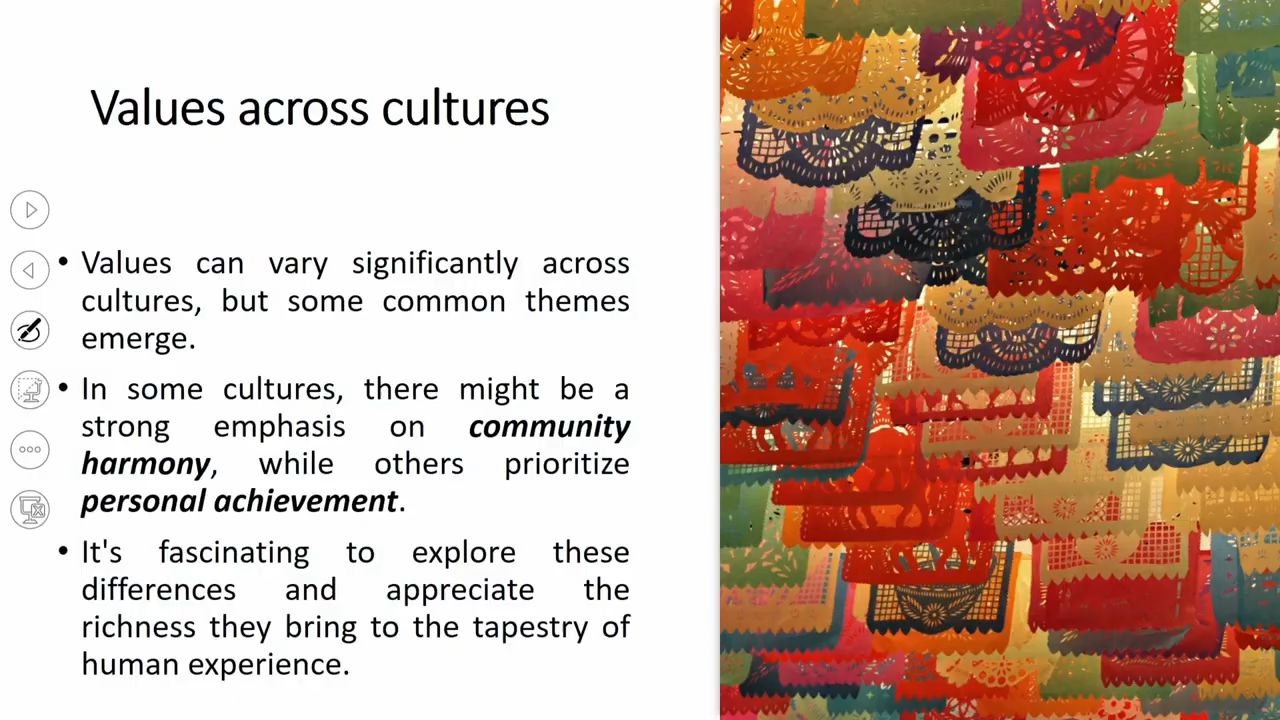 Values across cultures
• Values can vary significantly across
cultures, but some common themes
emerge.
• In some cultures, there might be a
strong emphasis on community
harmony, while others prioritize
personal achievement.
• It's fascinating to explore these
differences and appreciate the
richness they bring to the tapestry of
human experience.